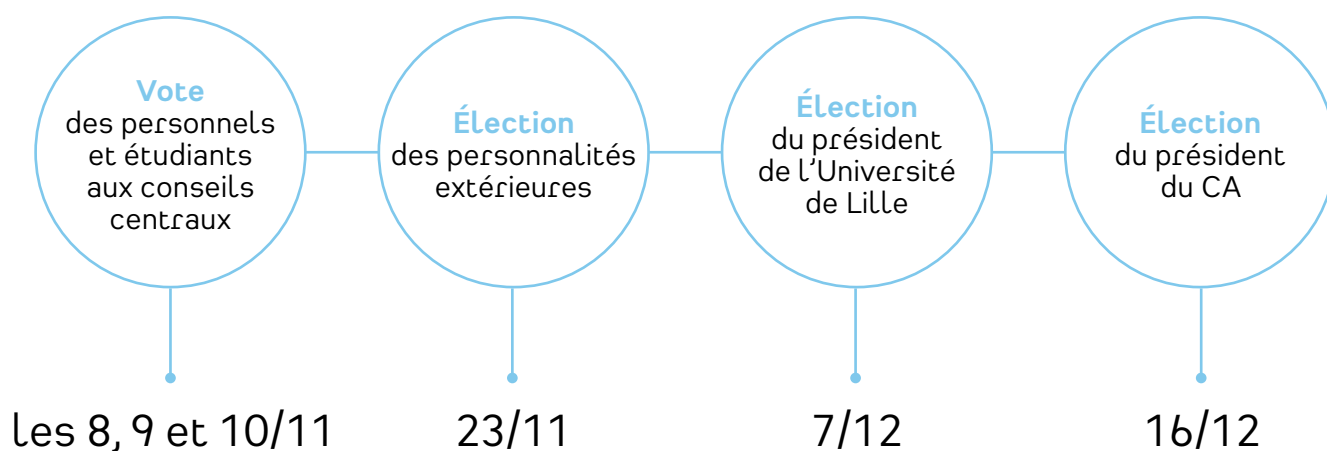 Vote
des personnels
et étudiants
aux conseils
centraux
Élection
des personnalités
extérieures
Élection
du président
de l'Université
de Lille
Élection
du président
du CA
les 8, 9 et 10/11
23/11
7/12
16/12